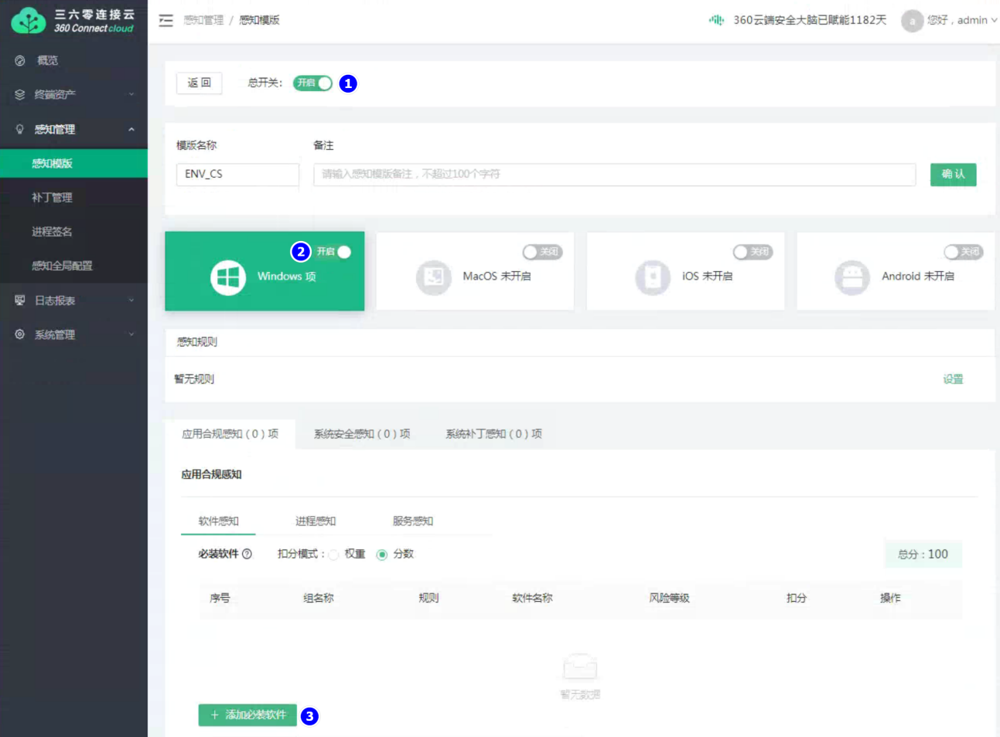 三六零连接云
360 Connect cloud
感知管理 / 感知模版
360云端安全大脑已赋能1182天
a
您好，admin
概览
终端资产
感知管理
感知模版
补丁管理
进程签名
感知全局配置
日志报表
系统管理
返 回
总开关：
开启
1
模版名称
备注
ENV_CS
请输入感知模版备注，不超过100个字符
确 认
2
开启
Windows 项
关闭
MacOS 未开启
关闭
iOS 未开启
关闭
Android 未开启
感知规则
暂无规则
设置
应用合规感知（0）项
系统安全感知（0）项
系统补丁感知（0）项
应用合规感知
软件感知
进程感知
服务感知
必装软件
扣分模式：
权重
分数
总分：100
序号
组名称
规则
软件名称
风险等级
扣分
操作
暂无数据
+ 添加必装软件
3